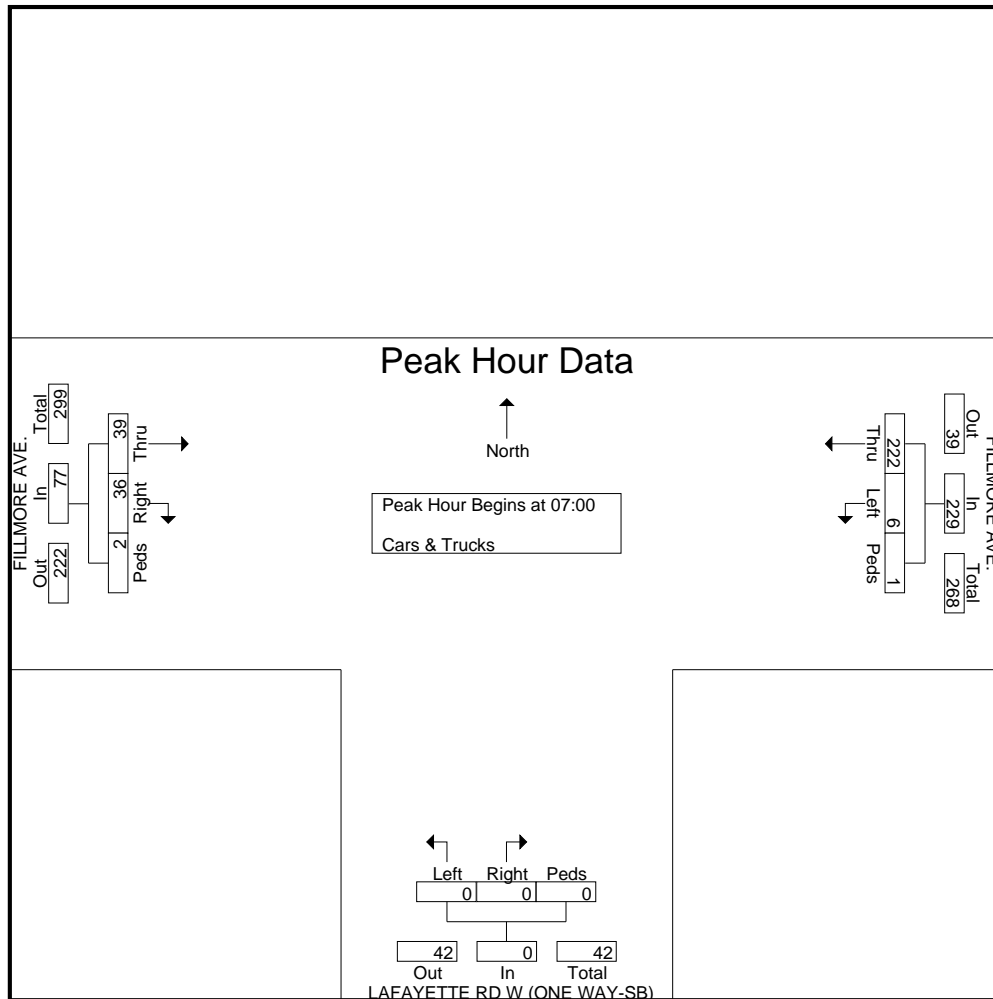 Peak Hour Data
North
Peak Hour Begins at 07:00
Cars & Trucks
FILLMORE AVE.
Out In Total
222 77 299
Peds Right Thru
2 36 39
FILLMORE AVE.
Out In Total
39 229 268
Thru Left Peds
222 6 1
Left Right Peds
0 0 0
42 0 42
Out In Total
LAFAYETTE RD W (ONE WAY-SB)